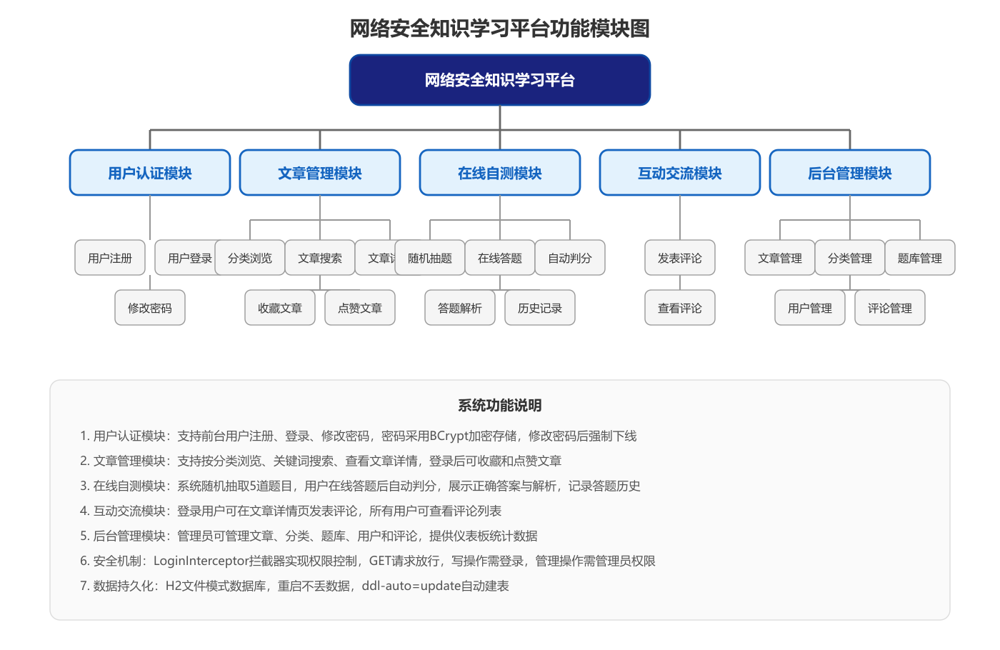 网络安全知识学习平台功能模块图
网络安全知识学习平台
用户认证模块
文章管理模块
在线自测模块
互动交流模块
后台管理模块
用户注册
用户登录
分类浏览
文章搜索
文章
随机抽题
在线答题
自动判分
发表评论
文章管理
分类管理
题库管理
修改密码
收藏文章
点赞文章
答题解析
历史记录
查看评论
用户管理
评论管理
系统功能说明
1. 用户认证模块：支持前台用户注册、登录、修改密码，密码采用BCrypt加密存储，修改密码后强制下线
2. 文章管理模块：支持按分类浏览、关键词搜索、查看文章详情，登录后可收藏和点赞文章
3. 在线自测模块：系统随机抽取5道题目，用户在线答题后自动判分，展示正确答案与解析，记录答题历史
4. 互动交流模块：登录用户可在文章详情页发表评论，所有用户可查看评论列表
5. 后台管理模块：管理员可管理文章、分类、题库、用户和评论，提供仪表板统计数据
6. 安全机制：LoginInterceptor拦截器实现权限控制，GET请求放行，写操作需登录，管理操作需管理员权限
7. 数据持久化：H2文件模式数据库，重启不丢数据，ddl-auto=update自动建表